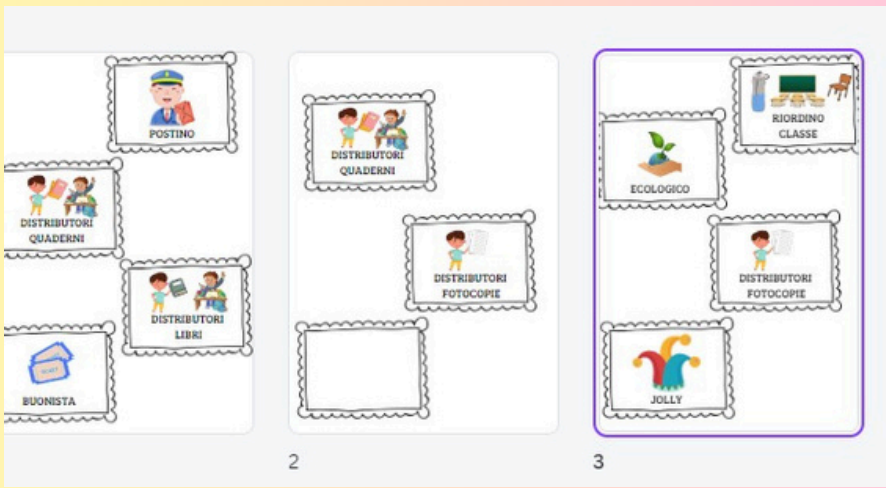 POSTINO
DISTRIBUTORI
QUADERNI
DISTRIBUTORI
LIBRI
BUONISTA
DISTRIBUTORI
QUADERNI
DISTRIBUTORI
FOTOCOPIE
2
RIORDINO
CLASSE
ECOLOGICO
DISTRIBUTORI
FOTOCOPIE
JOLLY
3